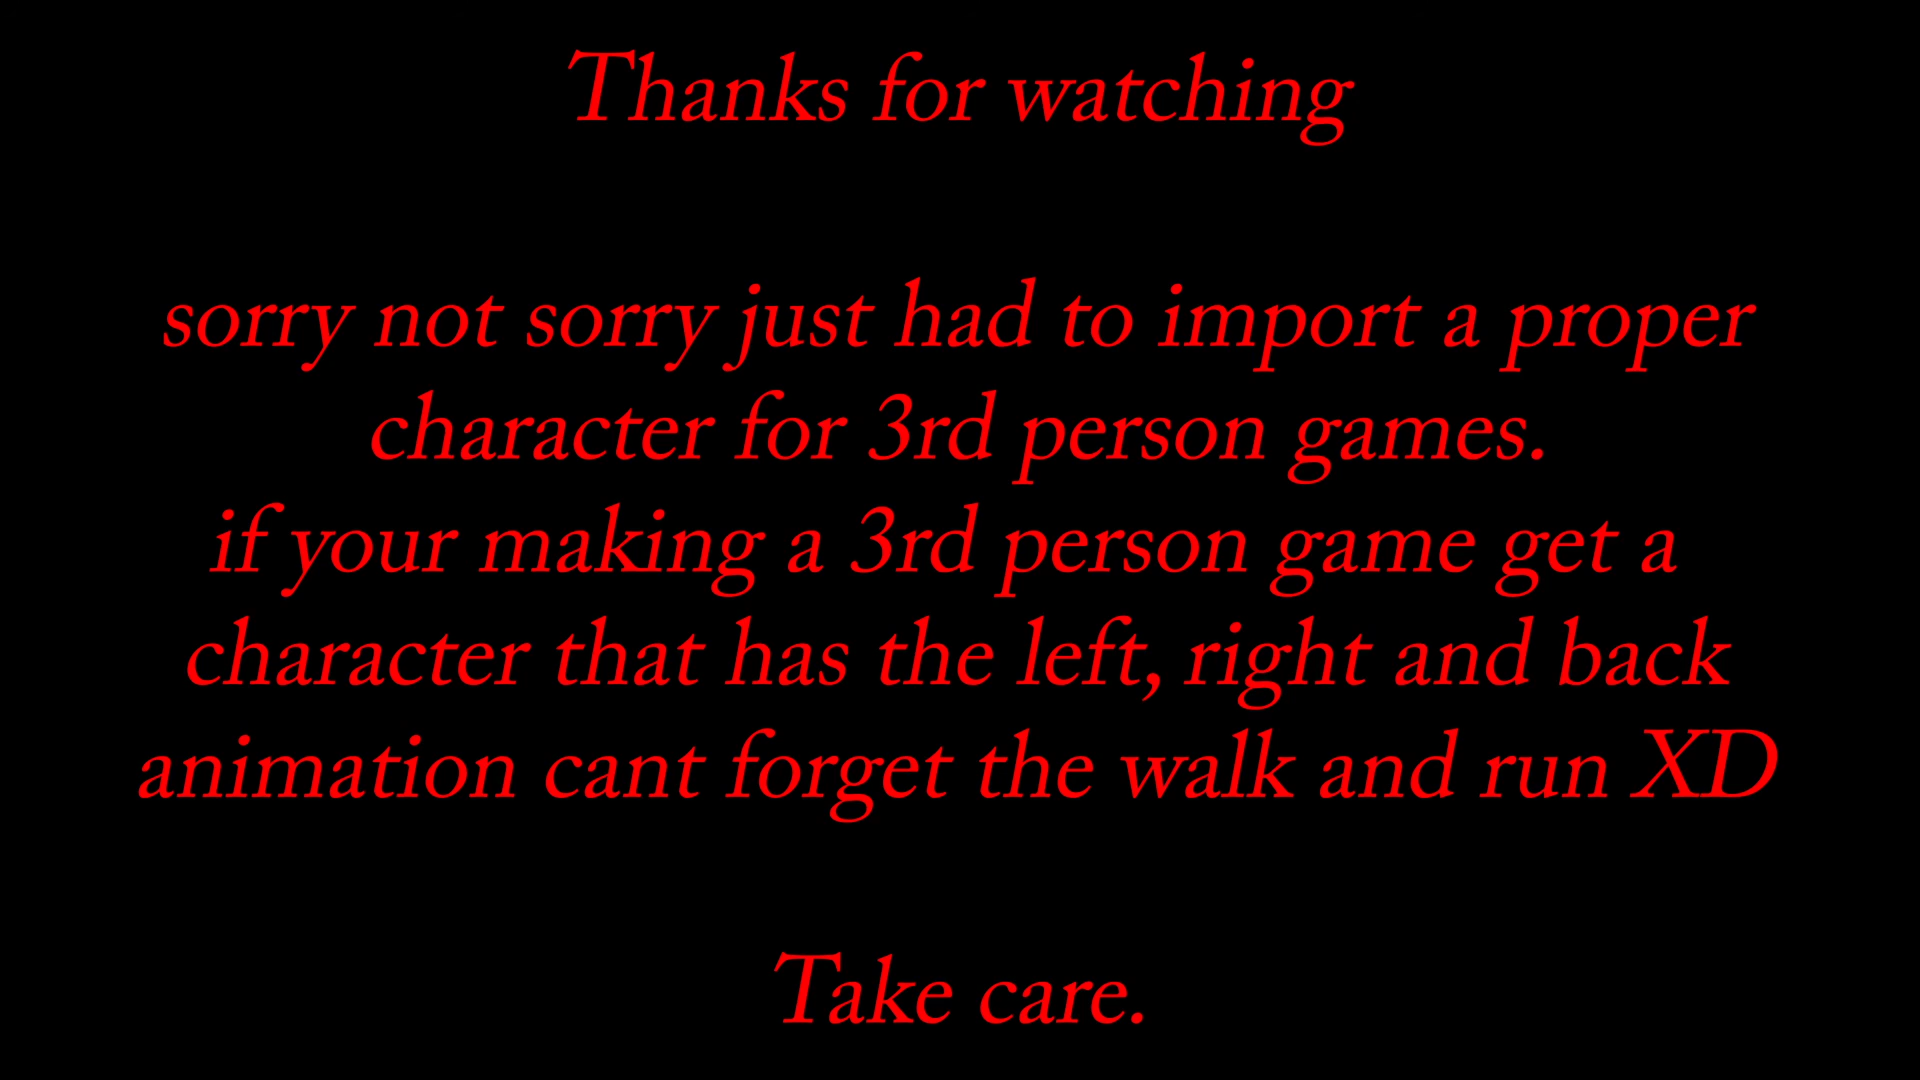 Thanks for watching
sorry not sorry just had to import a proper
character for 3rd person games.
if your making a 3rd person game get a
character that has the left, right and back
animation cant forget the walk and run XD
Take care.